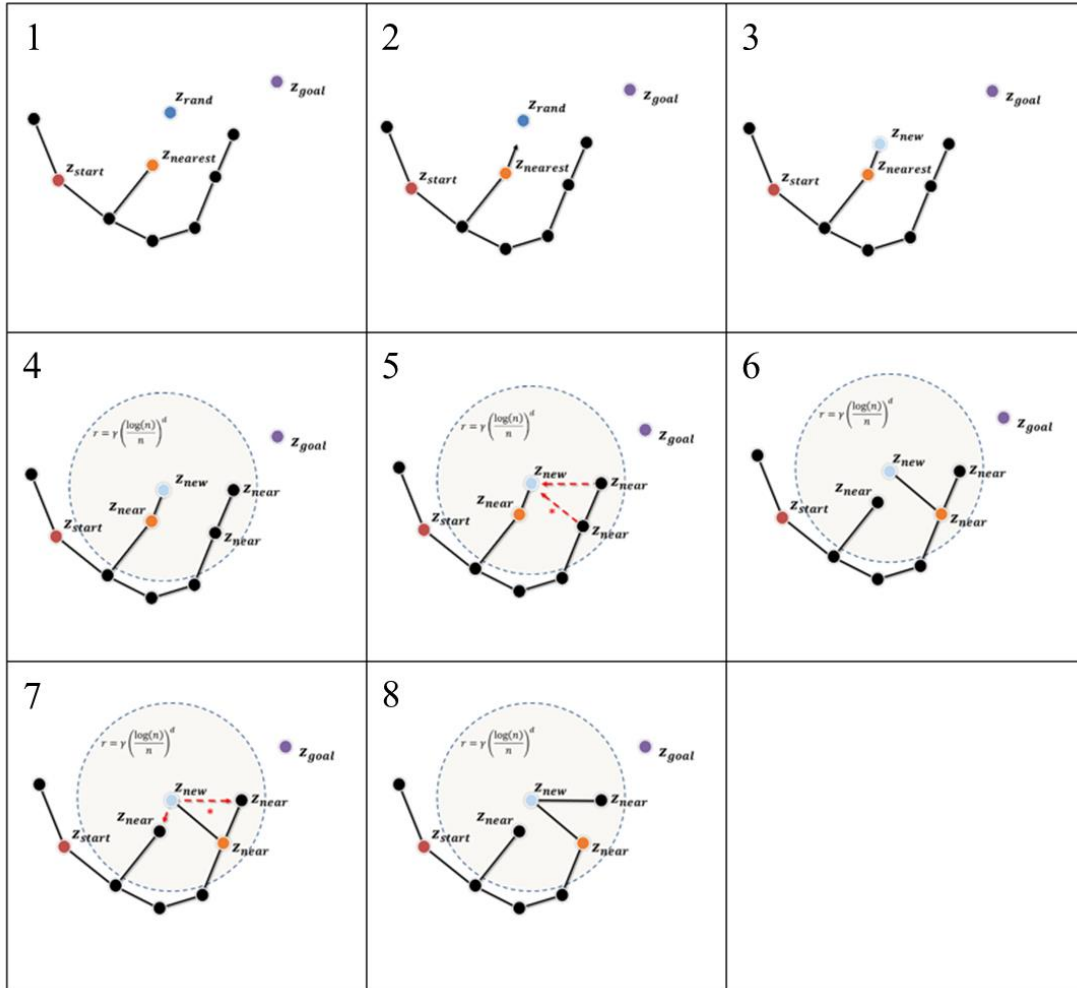 1
z_goal
z_rand
z_nearest
z_start
2
z_goal
z_rand
z_nearest
z_start
3
z_goal
z_new
z_nearest
z_start
4
r = γ (log(n)/n)^d
z_goal
z_new
z_near
z_near
z_start
z_near
5
r = γ (log(n)/n)^d
z_goal
z_new
z_near
z_near
z_start
*
z_near
6
r = γ (log(n)/n)^d
z_goal
z_new
z_near
z_near
z_start
z_near
7
r = γ (log(n)/n)^d
z_goal
z_new
z_near
*
z_near
z_start
z_near
8
r = γ (log(n)/n)^d
z_goal
z_new
z_near
z_near
z_start
z_near